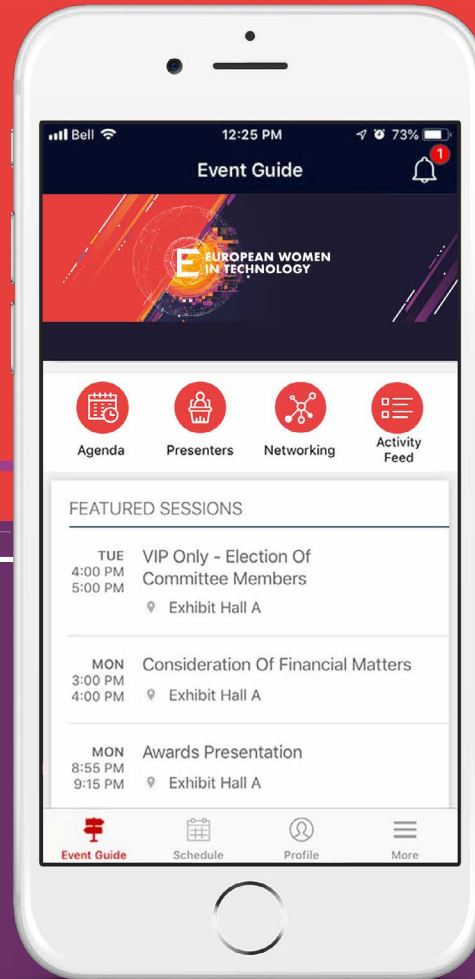 Bell 12:25 PM 73%
Event Guide 1
E EUROPEAN WOMEN
IN TECHNOLOGY
Agenda Presenters Networking Activity
Feed
FEATURED SESSIONS
TUE VIP Only - Election Of
4:00 PM Committee Members
5:00 PM
Exhibit Hall A
MON Consideration Of Financial Matters
3:00 PM
4:00 PM Exhibit Hall A
MON Awards Presentation
8:55 PM
9:15 PM Exhibit Hall A
Event Guide Schedule Profile More